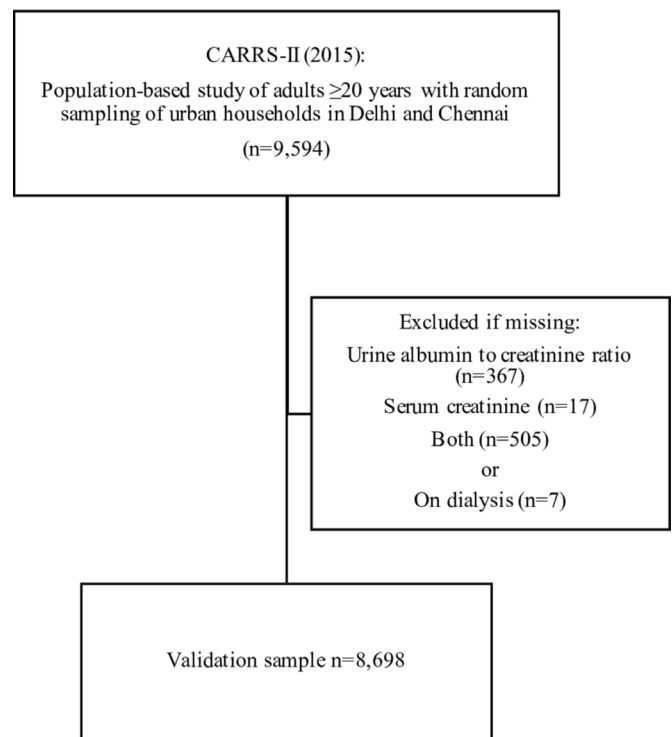 CARRS-II (2015):
Population-based study of adults ≥20 years with random
sampling of urban households in Delhi and Chennai
(n=9,594)
Excluded if missing:
Urine albumin to creatinine ratio
(n=367)
Serum creatinine (n=17)
Both (n=505)
or
On dialysis (n=7)
Validation sample n=8,698